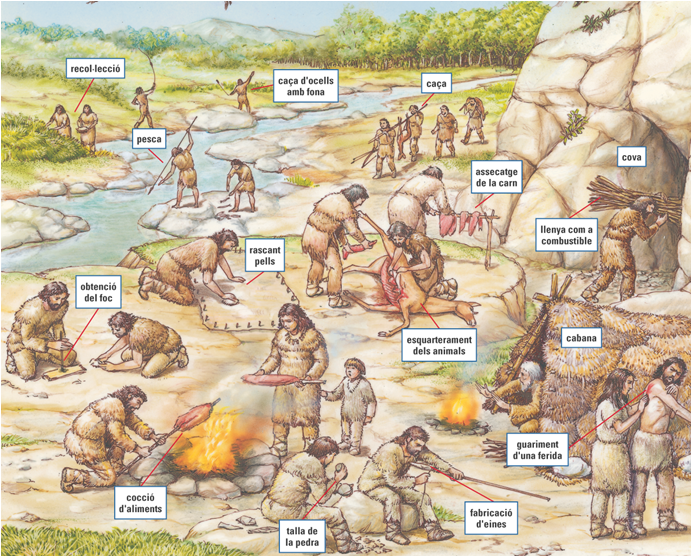 recol·lecció
caça d'ocells
amb fona
caça
pesca
cova
assecatge
de la carn
llenya com a
combustible
rascant
pells
obtenció
del foc
esquarterament
dels animals
cabana
guariment
d'una ferida
cocció
d'aliments
talla de
la pedra
fabricació
d'eines